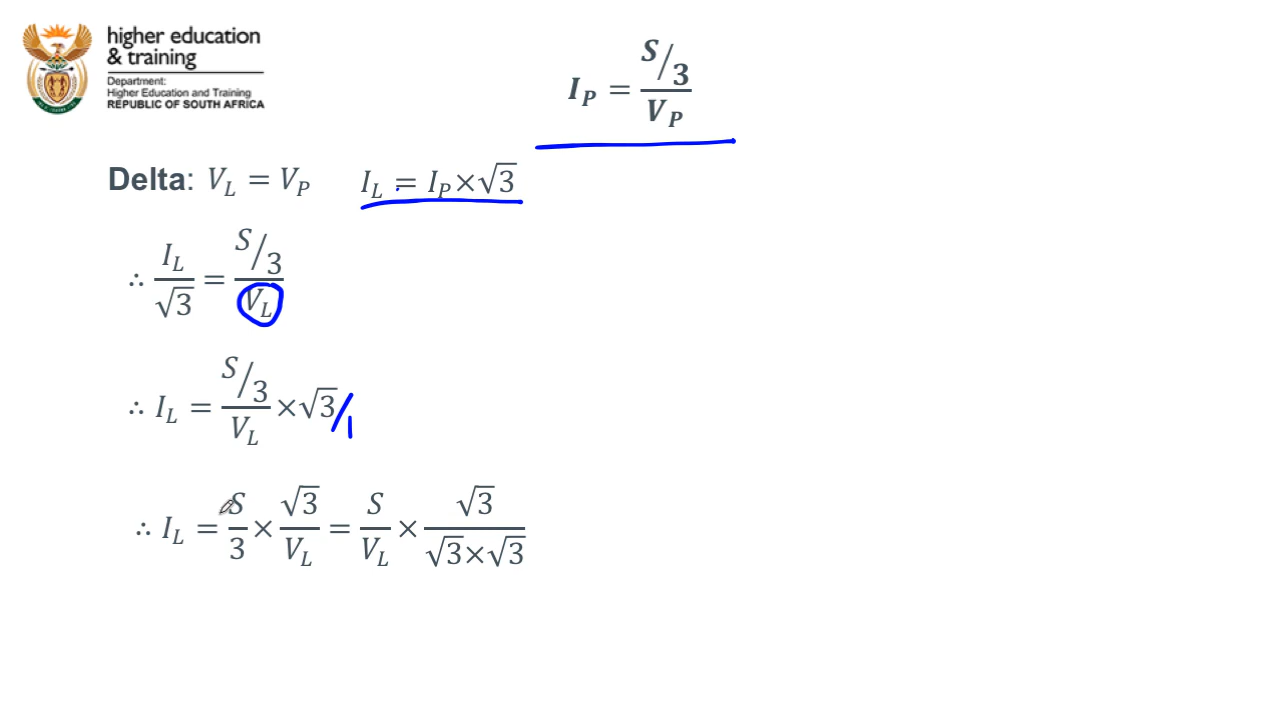 higher education
& training
Department:
Higher Education and Training
REPUBLIC OF SOUTH AFRICA
I_P = (S/3)/V_P
Delta: V_L = V_P I_L = I_P×√3
∴ I_L/√3 = (S/3)/V_L
∴ I_L = (S/3)/V_L ×√3/1
∴ I_L = S/3 × √3/V_L = S/V_L × √3/(√3×√3)